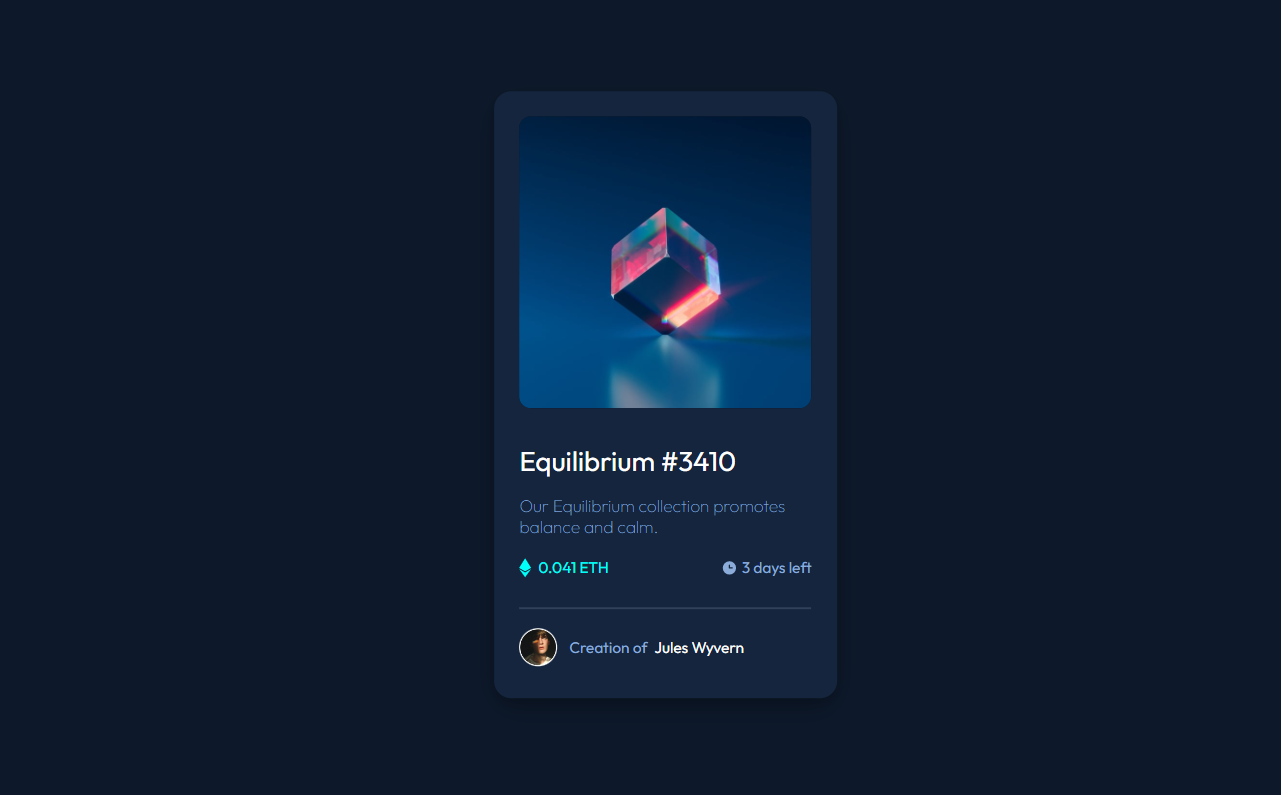 Equilibrium #3410
Our Equilibrium collection promotes
balance and calm.
0.041 ETH 3 days left
Creation of Jules Wyvern